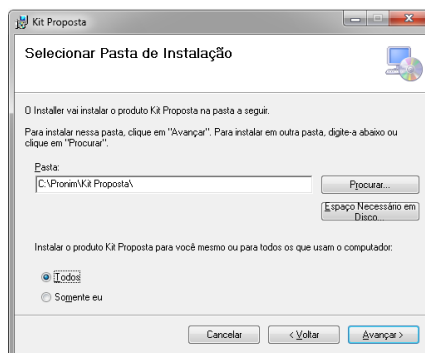 Kit Proposta
Selecionar Pasta de Instalação
O Installer vai instalar o produto Kit Proposta na pasta a seguir.
Para instalar nessa pasta, clique em "Avançar". Para instalar em outra pasta, digite-a abaixo ou
clique em "Procurar".
Pasta:
C:\Pronim\Kit Proposta\
Procurar...
Espaço Necessário em
Disco...
Instalar o produto Kit Proposta para você mesmo ou para todos os que usam o computador:
Todos
Somente eu
Cancelar
< Voltar
Avançar >